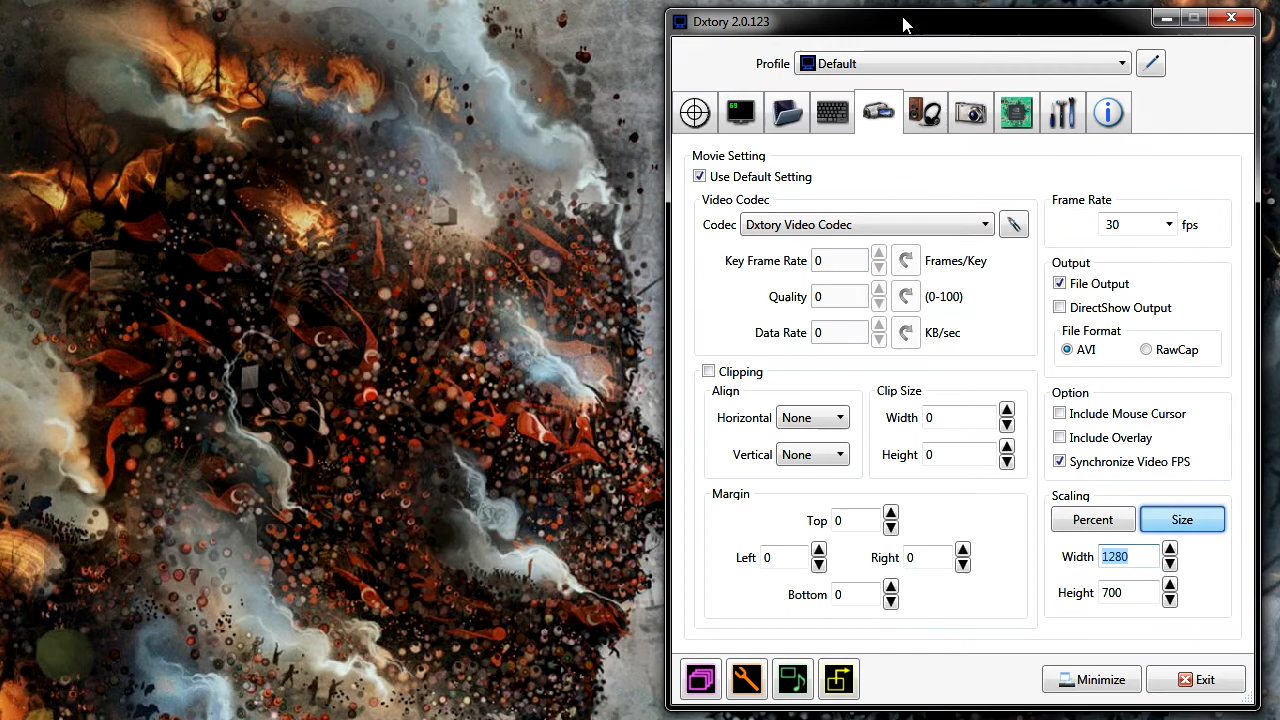 Dxtory 2.0.123
Profile Default
69
Movie Setting
Use Default Setting
Video Codec
Codec Dxtory Video Codec
Key Frame Rate 0 Frames/Key
Quality 0 (0-100)
Data Rate 0 KB/sec
Frame Rate
30 fps
Output
File Output
DirectShow Output
File Format
AVI RawCap
Clipping
Align
Horizontal None
Vertical None
Clip Size
Width 0
Height 0
Option
Include Mouse Cursor
Include Overlay
Synchronize Video FPS
Margin
Top 0
Left 0 Right 0
Bottom 0
Scaling
Percent Size
Width 1280
Height 700
Minimize Exit